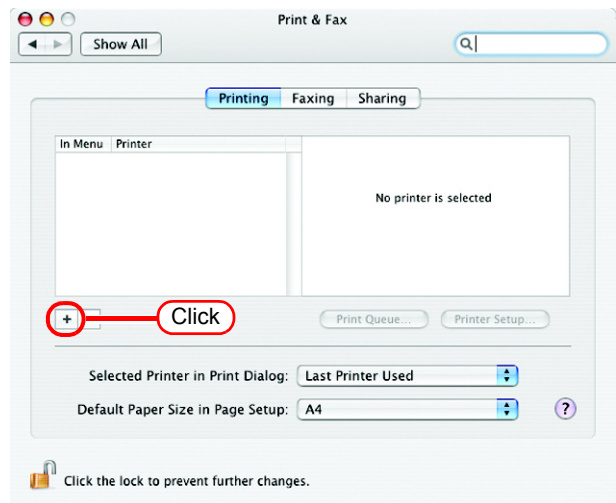 Print & Fax
Show All
Printing Faxing Sharing
In Menu Printer
No printer is selected
+ Click
Print Queue... Printer Setup...
Selected Printer in Print Dialog: Last Printer Used
Default Paper Size in Page Setup: A4 ?
Click the lock to prevent further changes.